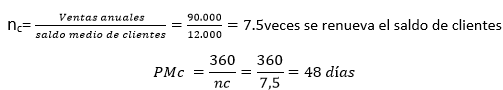 n_c = Ventas anuales / saldo medio de clientes = 90.000 / 12.000 = 7.5veces se renueva el saldo de clientes
PMc = 360 / nc = 360 / 7,5 = 48 días